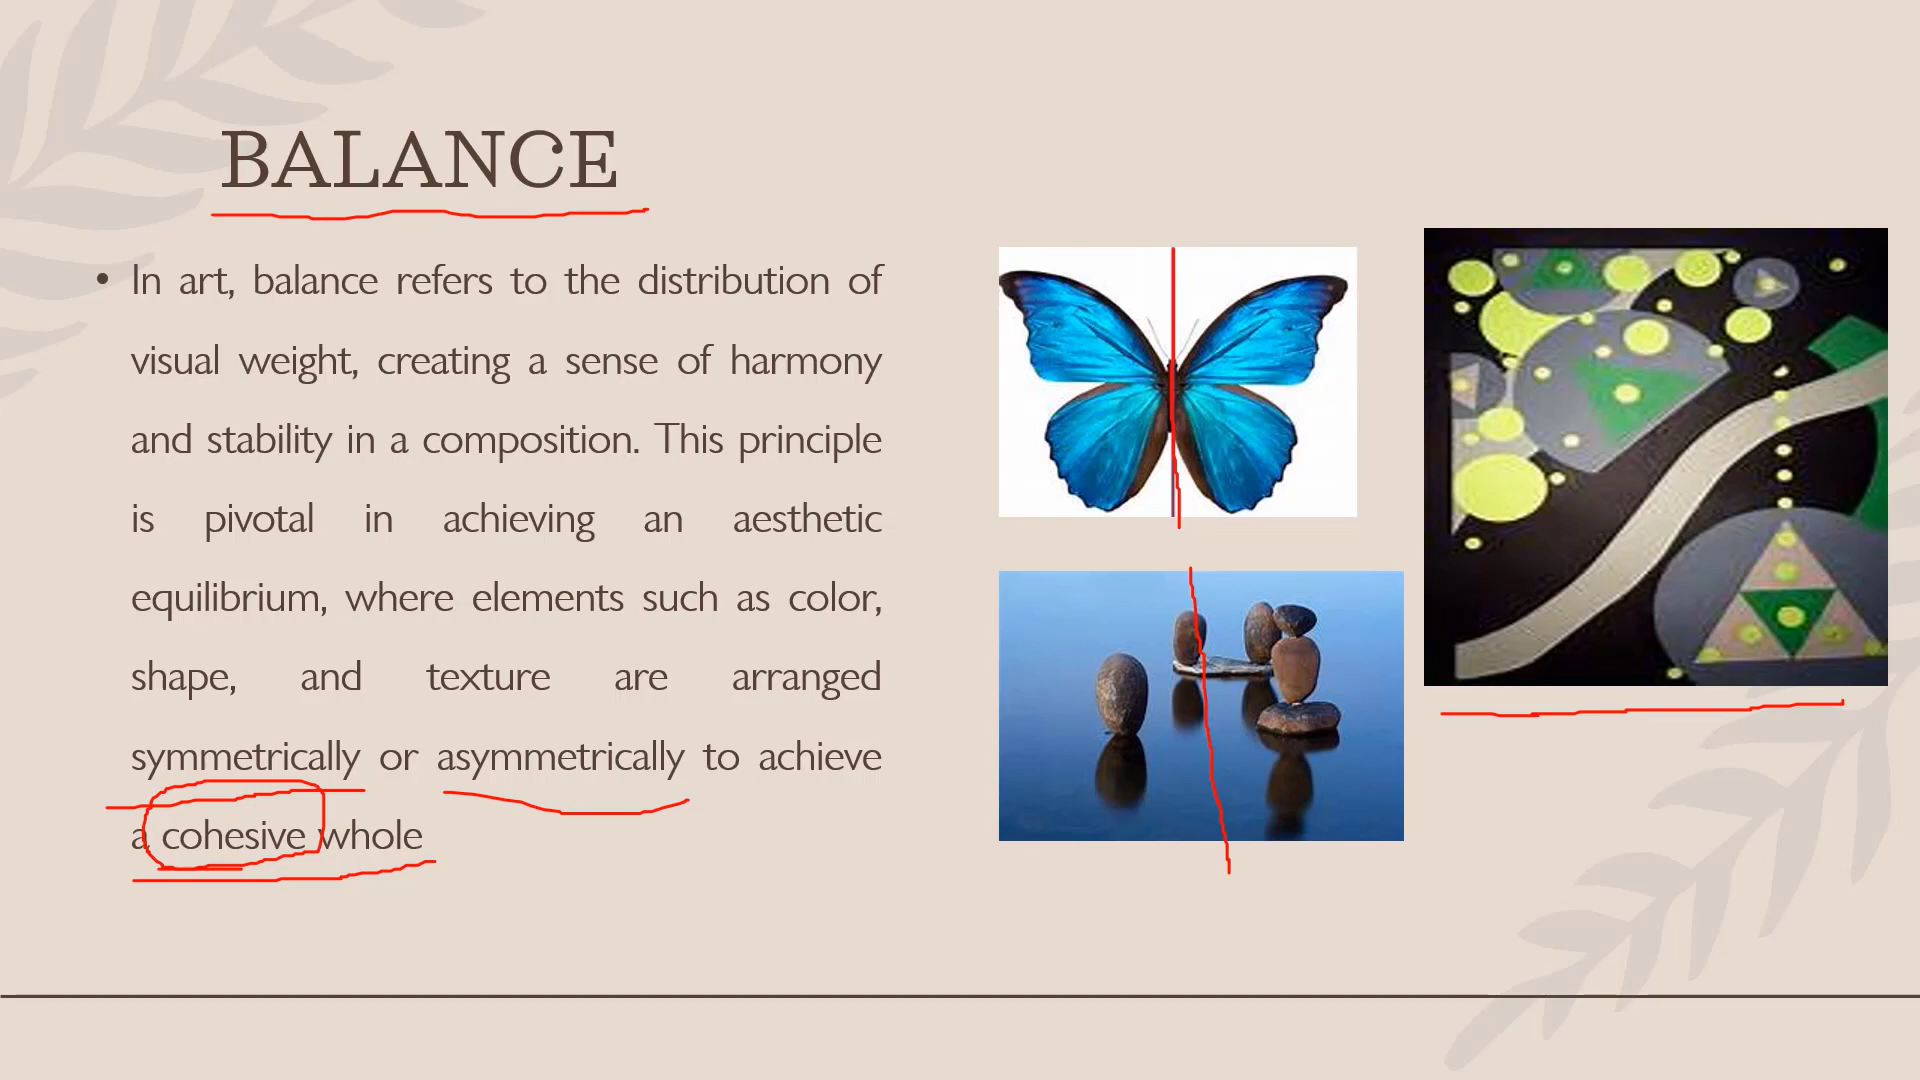 BALANCE
• In art, balance refers to the distribution of
visual weight, creating a sense of harmony
and stability in a composition. This principle
is pivotal in achieving an aesthetic
equilibrium, where elements such as color,
shape, and texture are arranged
symmetrically or asymmetrically to achieve
a cohesive whole